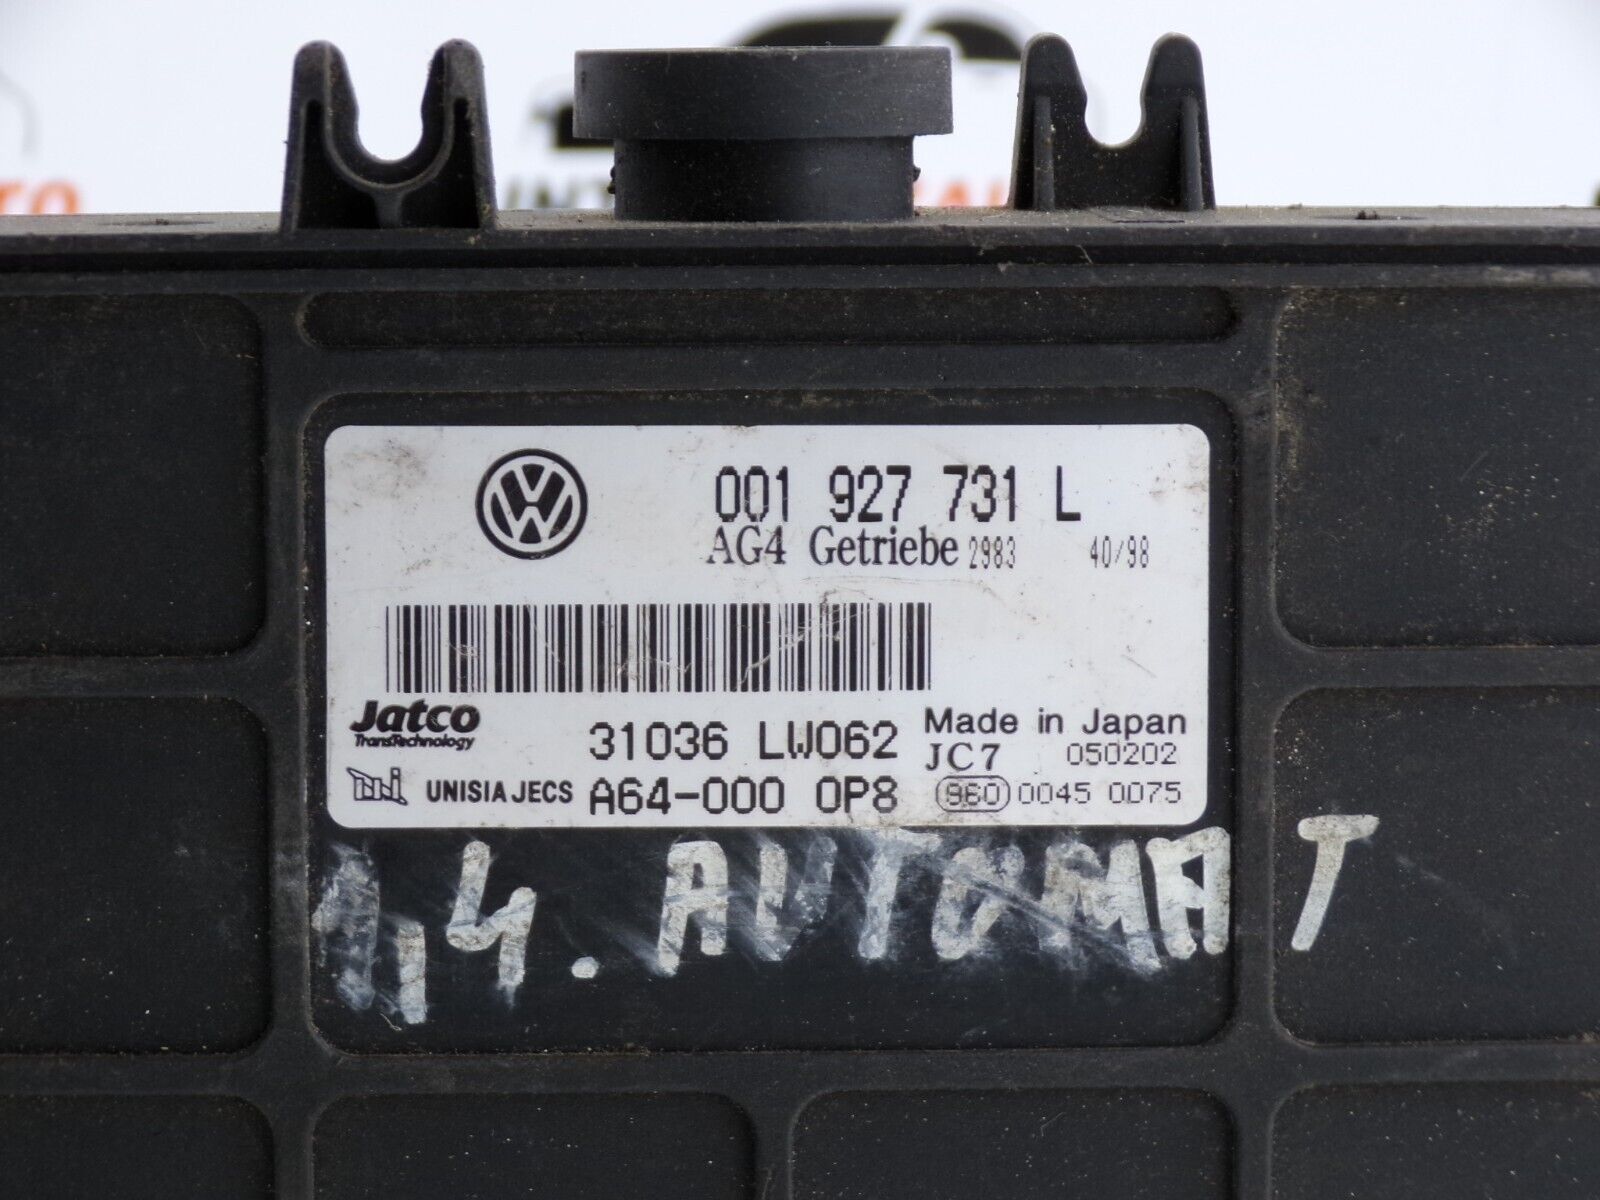 001 927 731 L
AG4 Getriebe 2983 40/98
Jatco
TransTechnology
31036 LW062
Made in Japan
JC7 050202
UNISIA JECS A64-000 0P8 960 0045 0075
1,4. AUTOMAT